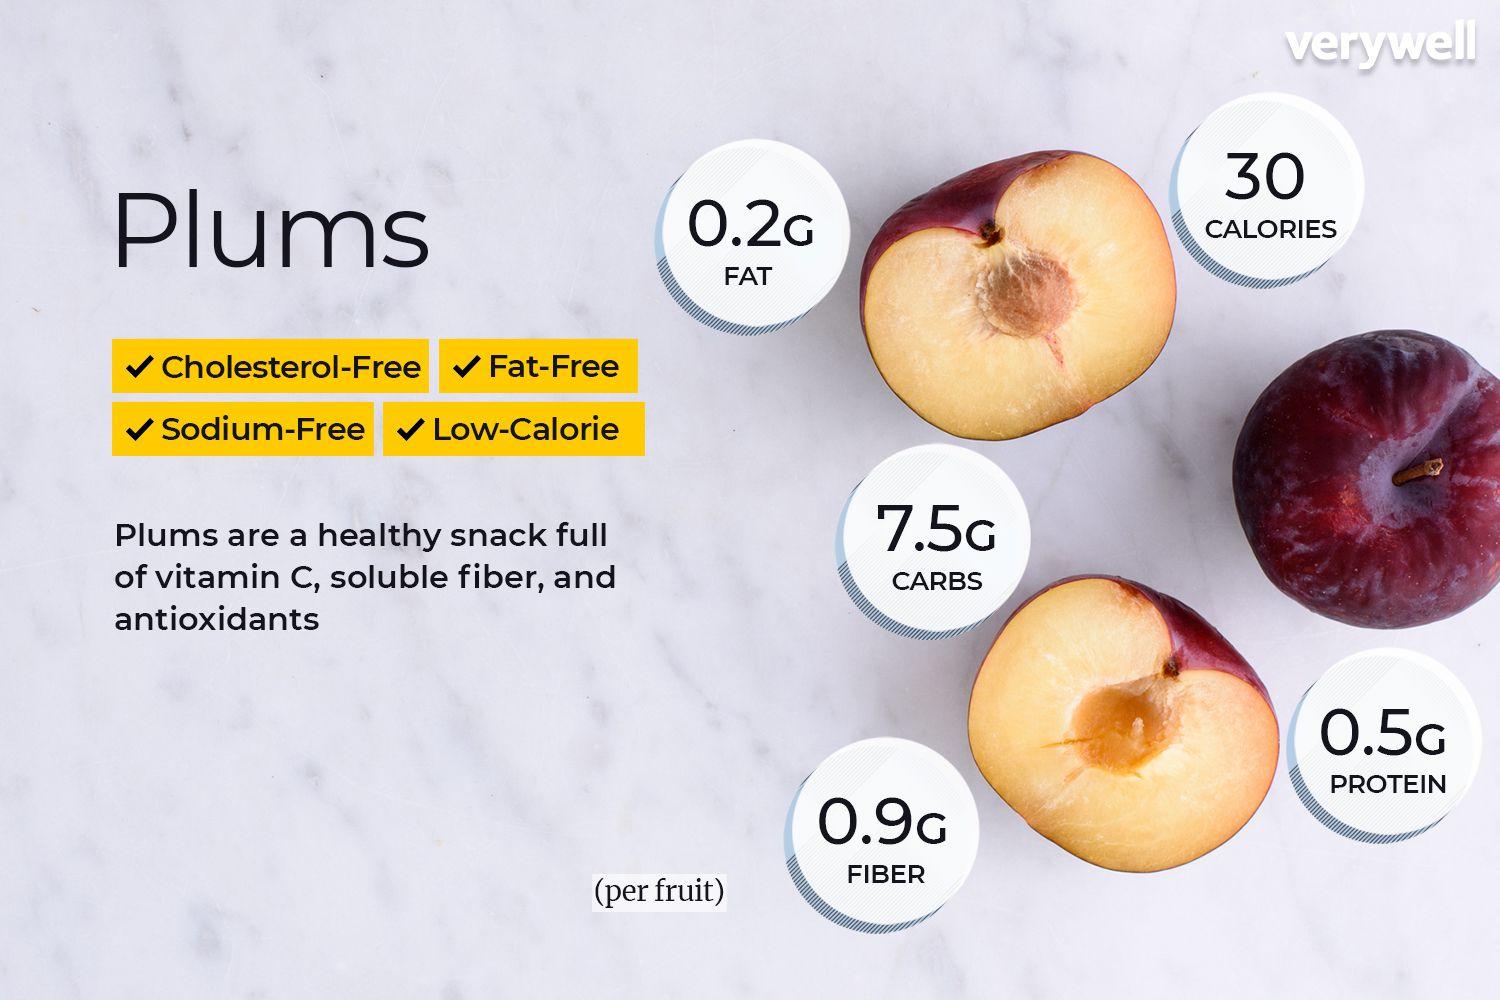 verywell
Plums
✓ Cholesterol-Free ✓ Fat-Free
✓ Sodium-Free ✓ Low-Calorie
Plums are a healthy snack full
of vitamin C, soluble fiber, and
antioxidants
0.2G
FAT
30
CALORIES
7.5G
CARBS
0.5G
PROTEIN
0.9G
FIBER
(per fruit)